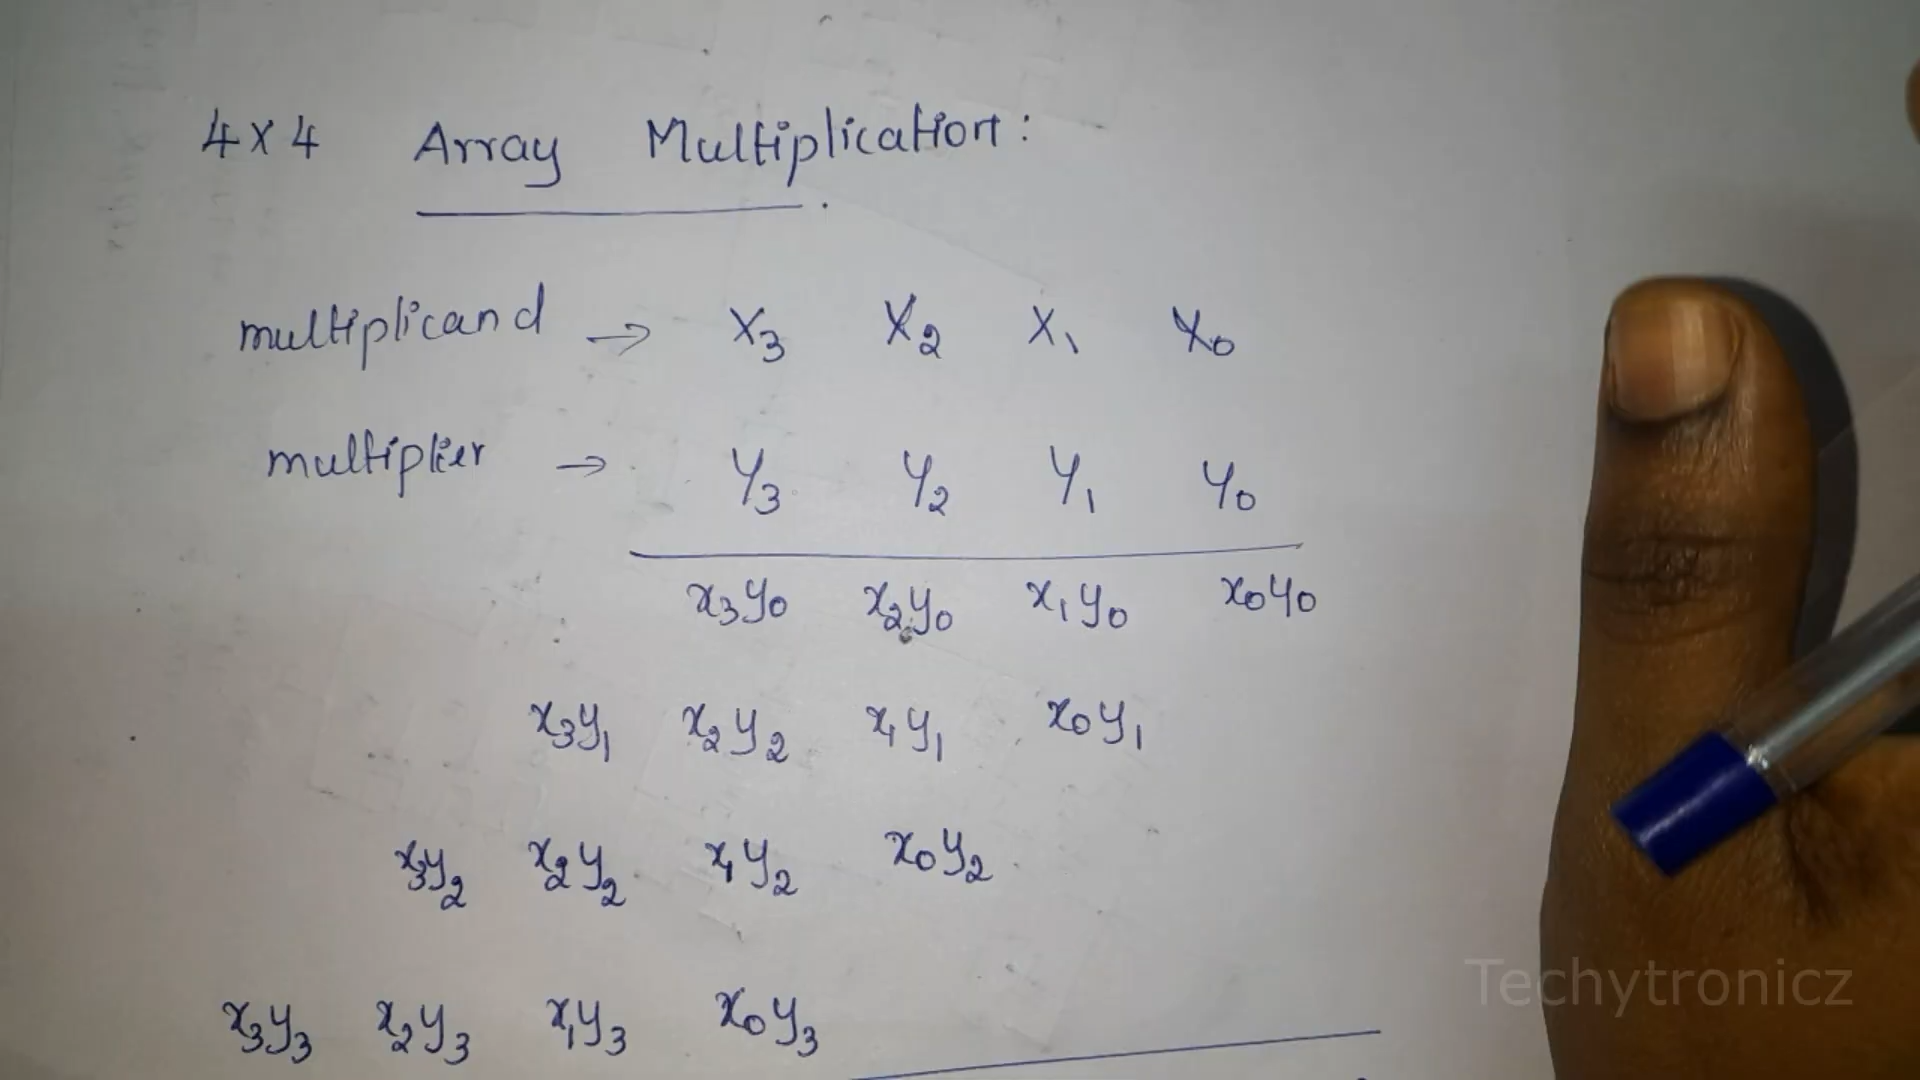 4x4 Array Multiplication:
multiplicand → X3 X2 X1 X0
multiplier → Y3 Y2 Y1 Y0
x3y0 x2y0 x1y0 x0y0
x3y1 x2y2 x1y1 x0y1
x3y2 x2y2 x1y2 x0y2
x3y3 x2y3 x1y3 x0y3
Techytronicz